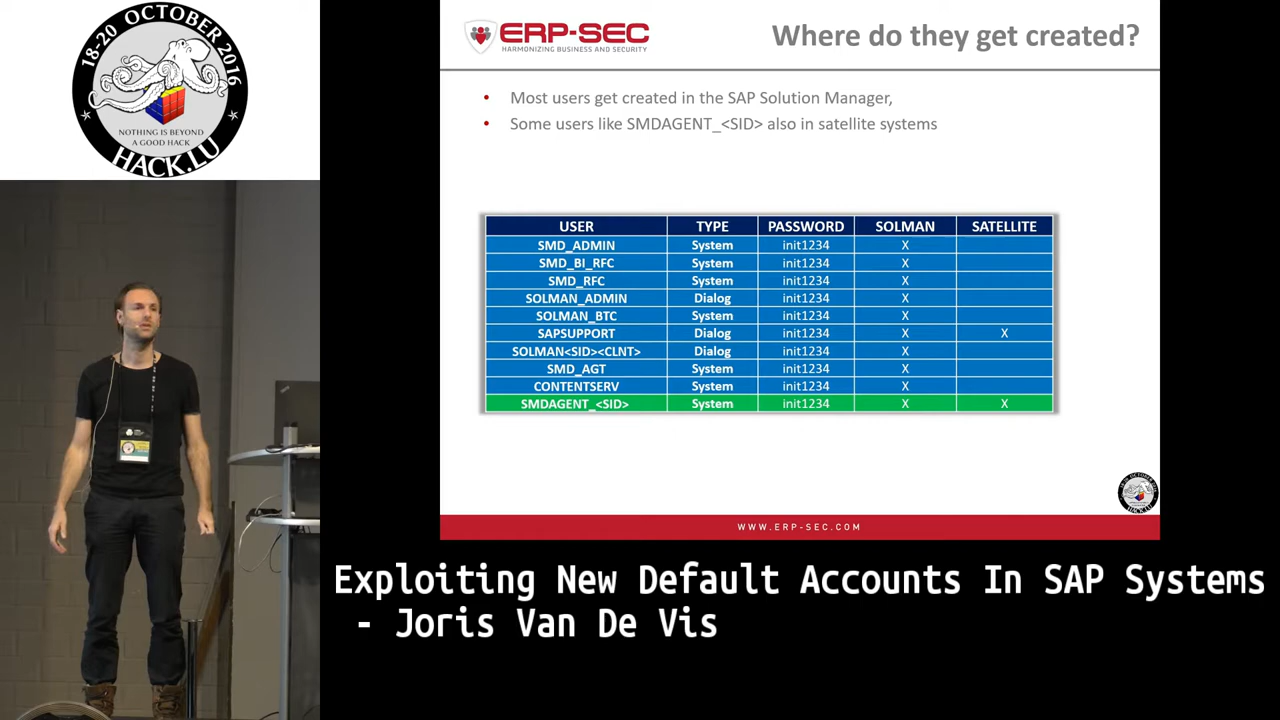 18-20 OCTOBER 2016
NOTHING IS BEYOND
A GOOD HACK
HACK.LU
ERP-SEC
HARMONIZING BUSINESS AND SECURITY
Where do they get created?
• Most users get created in the SAP Solution Manager,
• Some users like SMDAGENT_<SID> also in satellite systems
USER TYPE PASSWORD SOLMAN SATELLITE
SMD_ADMIN System init1234 X
SMD_BI_RFC System init1234 X
SMD_RFC System init1234 X
SOLMAN_ADMIN Dialog init1234 X
SOLMAN_BTC System init1234 X
SAPSUPPORT Dialog init1234 X X
SOLMAN<SID><CLNT> Dialog init1234 X
SMD_AGT System init1234 X
CONTENTSERV System init1234 X
SMDAGENT_<SID> System init1234 X X
WWW.ERP-SEC.COM
Exploiting New Default Accounts In SAP Systems
- Joris Van De Vis